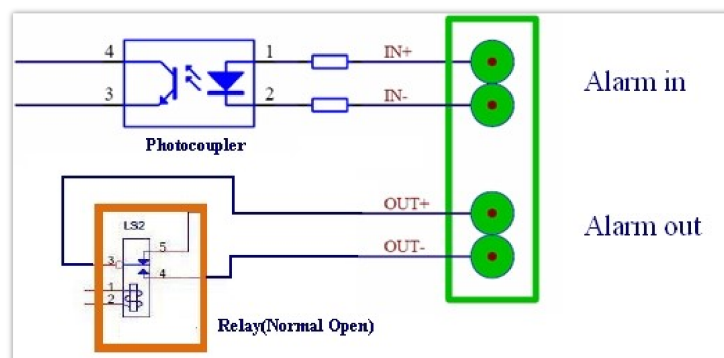 4
1
IN+
Alarm in
3
2
IN-
Photocoupler
OUT+
Alarm out
LS2
5
OUT-
3
4
1
2
Relay(Normal Open)